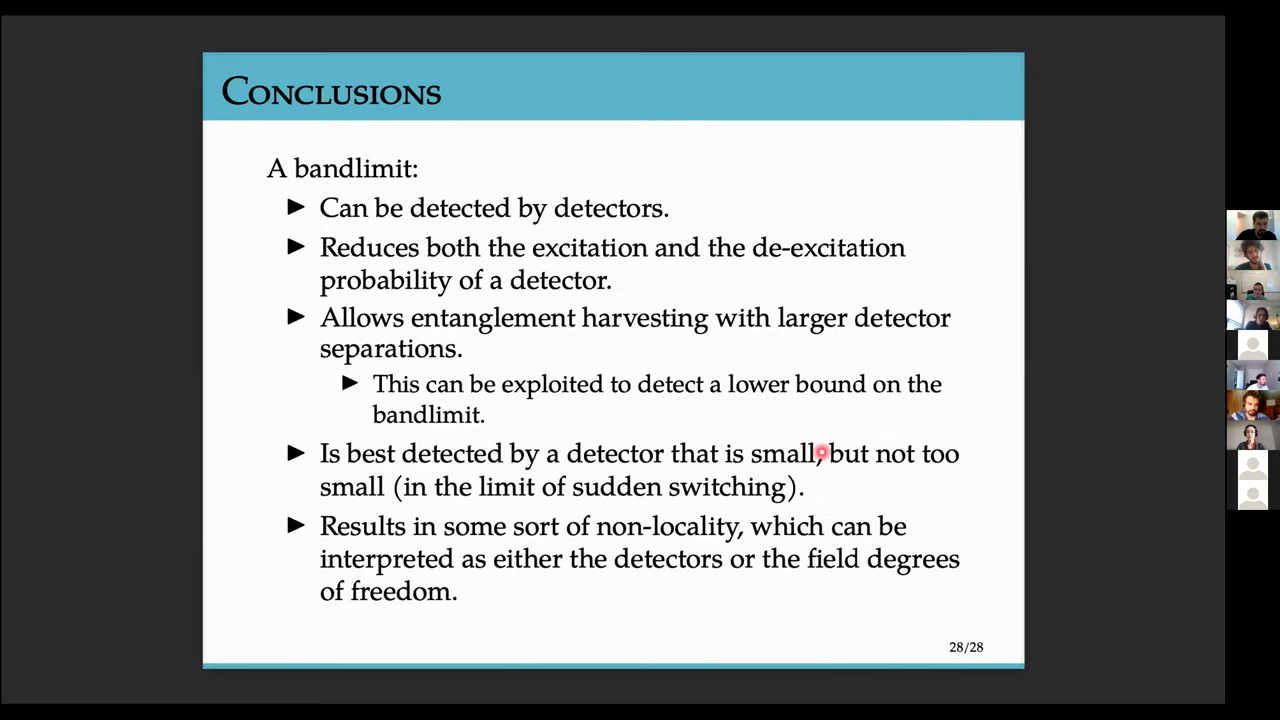 CONCLUSIONS
A bandlimit:
▶ Can be detected by detectors.
▶ Reduces both the excitation and the de-excitation
probability of a detector.
▶ Allows entanglement harvesting with larger detector
separations.
▶ This can be exploited to detect a lower bound on the
bandlimit.
▶ Is best detected by a detector that is small, but not too
small (in the limit of sudden switching).
▶ Results in some sort of non-locality, which can be
interpreted as either the detectors or the field degrees
of freedom.
28/28